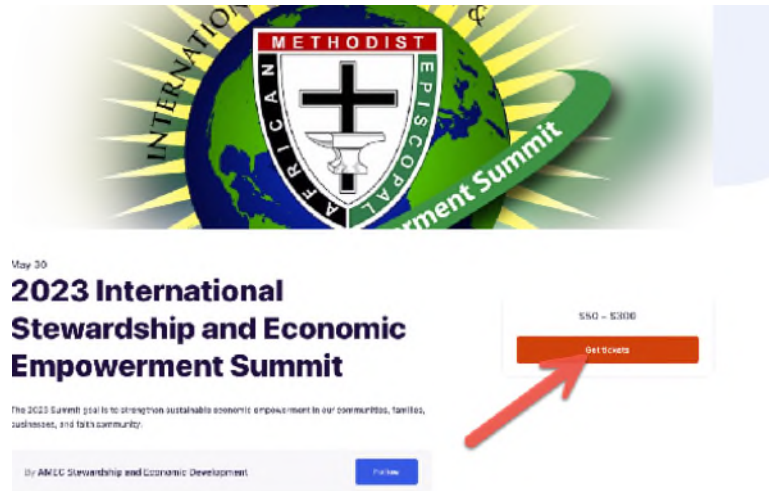 INTERNATIONAL
&
METHODIST
AFRICAN
EPISCOPAL
erment Summit
May 30
2023 International
Stewardship and Economic
Empowerment Summit
$50 – $300
Get tickets
The 2023 Summit goal is to strengthen sustainable economic empowerment in our communities, families,
businesses, and faith community.
By AMEC Stewardship and Economic Development
Follow